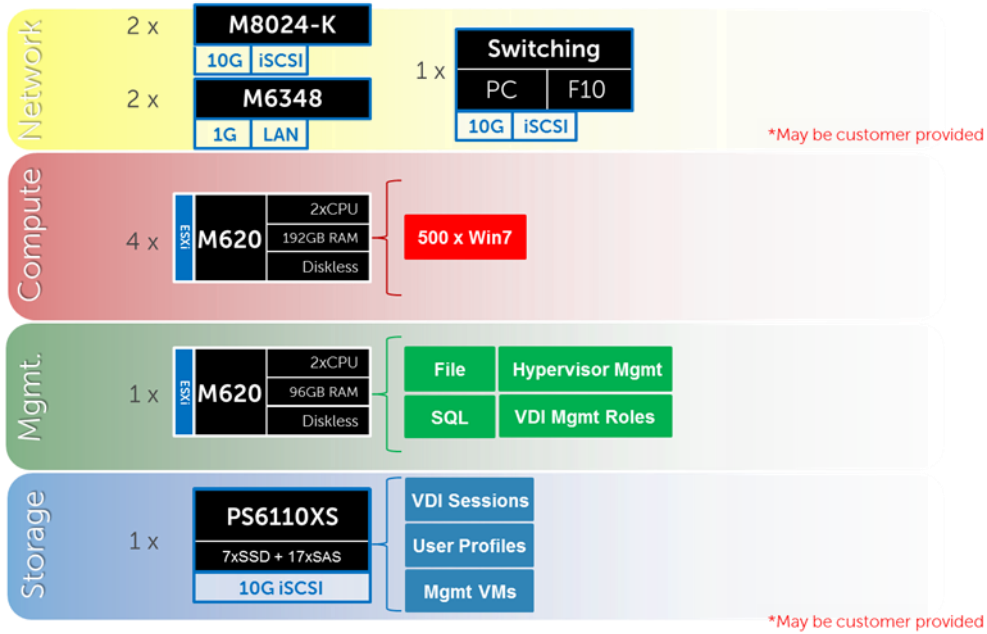 Network
2 x
M8024-K
10G iSCSI
2 x
M6348
1G LAN
1 x
Switching
PC F10
10G iSCSI
*May be customer provided
Compute
4 x
ESXi
M620
2xCPU
192GB RAM
Diskless
500 x Win7
Mgmt.
1 x
ESXi
M620
2xCPU
96GB RAM
Diskless
File
Hypervisor Mgmt
SQL
VDI Mgmt Roles
Storage
1 x
PS6110XS
7xSSD + 17xSAS
10G iSCSI
VDI Sessions
User Profiles
Mgmt VMs
*May be customer provided